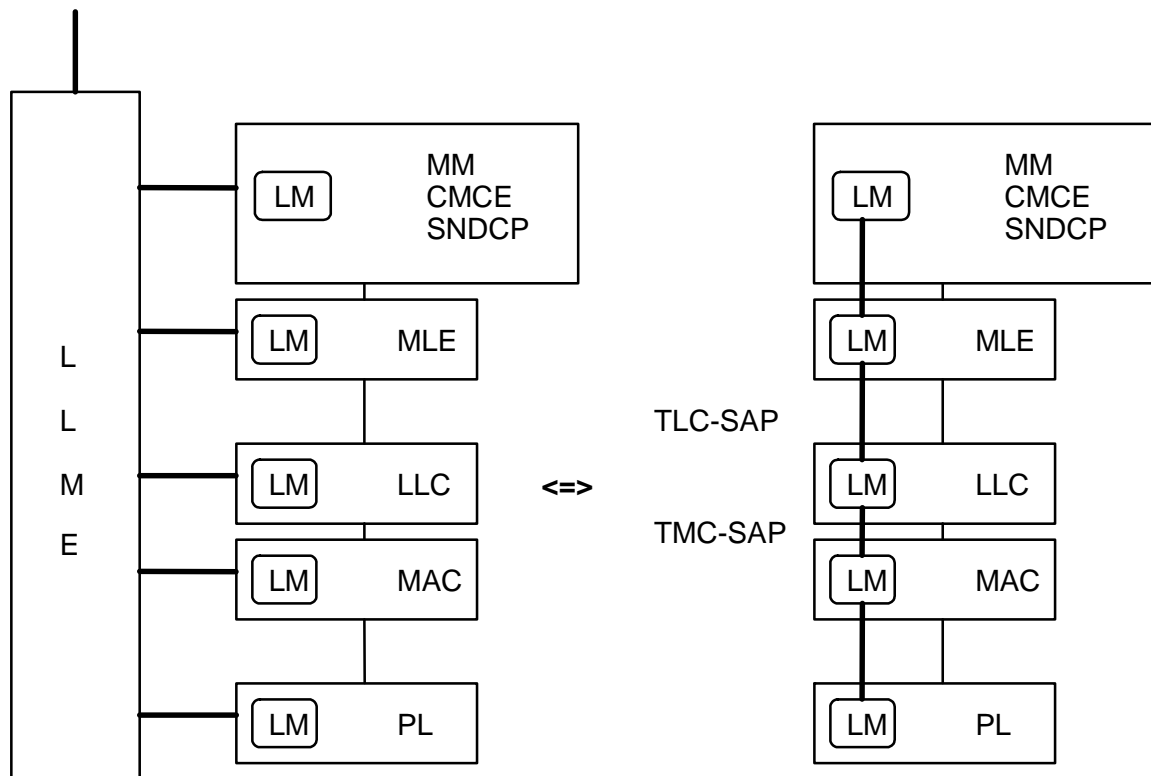 L
L
M
E
LM
MM
CMCE
SNDCP
LM MLE
LM LLC
LM MAC
LM PL
<=>
TLC-SAP
TMC-SAP
LM
MM
CMCE
SNDCP
LM MLE
LM LLC
LM MAC
LM PL